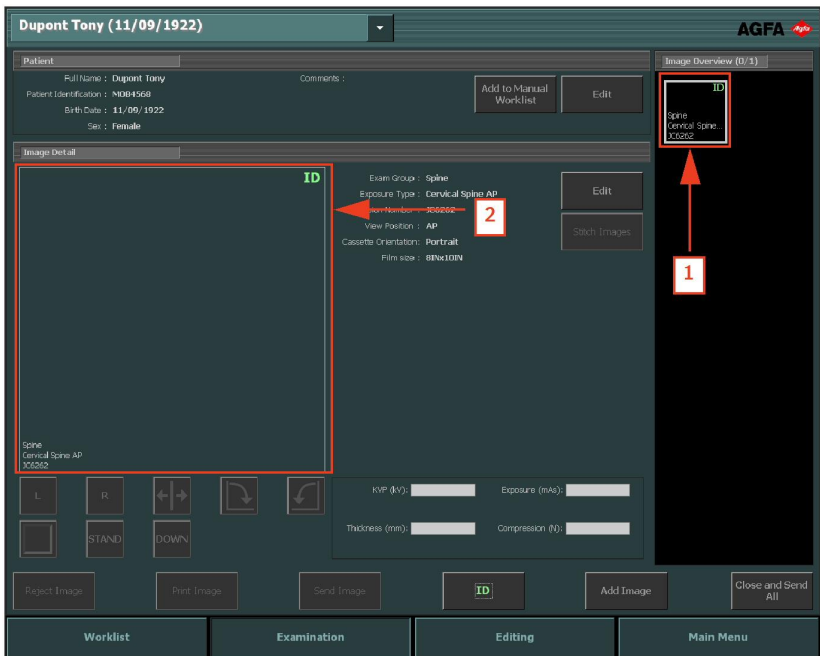 Dupont Tony (11/09/1922)
AGFA Agfa
Patient
Full Name : Dupont Tony
Comments :
Patient Identification : MOB4568
Birth Date : 11/09/1922
Sex : Female
Add to Manual
Worklist
Edit
Image Overview (0/1)
ID
Spine
Cervical Spine...
JC6262
1
Image Detail
ID
Spine
Cervical Spine AP
JC6262
2
Exam Group : Spine
Exposure Type : Cervical Spine AP
Number : JC6262
View Position : AP
Cassette Orientation: Portrait
Film size : 8INx10IN
Edit
Stitch Images
L
R
STAND
DOWN
KVP (kV):
Exposure (mAs):
Thickness (mm):
Compression (N):
Reject Image
Print Image
Send Image
ID
Add Image
Close and Send
All
Worklist
Examination
Editing
Main Menu